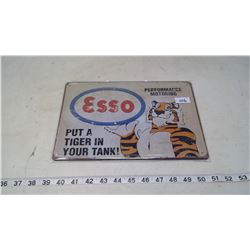 PERFORMANCE
MOTORING
Esso
PUT A
TIGER IN
YOUR TANK!
36 37 38 39 40 41 42 43 44 45 46 47 48 49 50 51 52 53